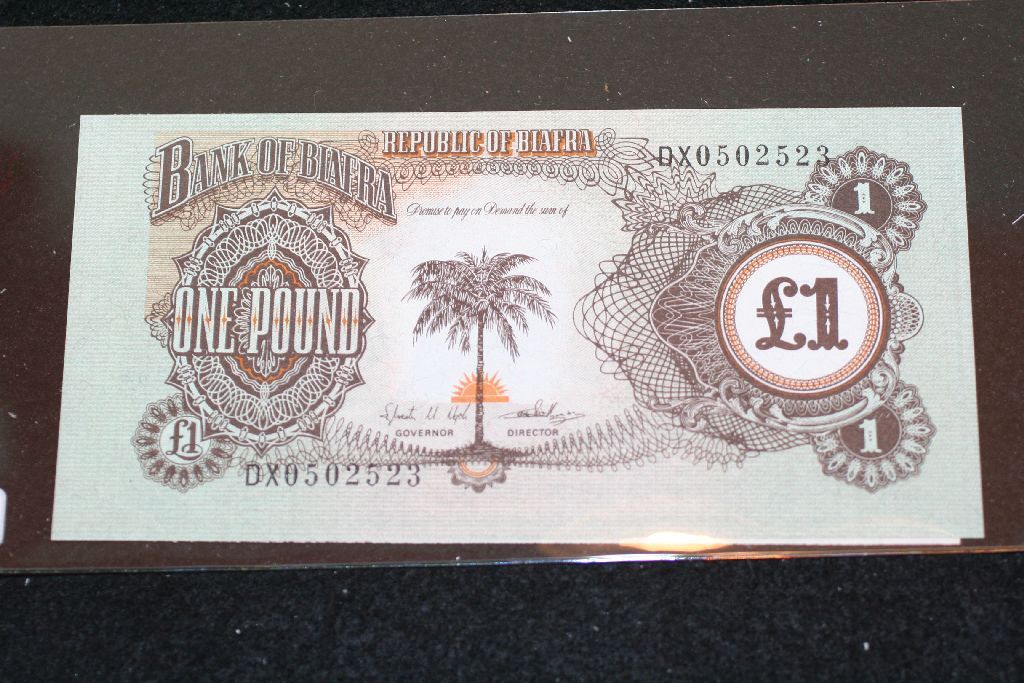 REPUBLIC OF BIAFRA
BANK OF BIAFRA
DX0502523
1
Promise to pay on Demand the sum of
ONE POUND
£1
£1
GOVERNOR DIRECTOR
1
DX0502523